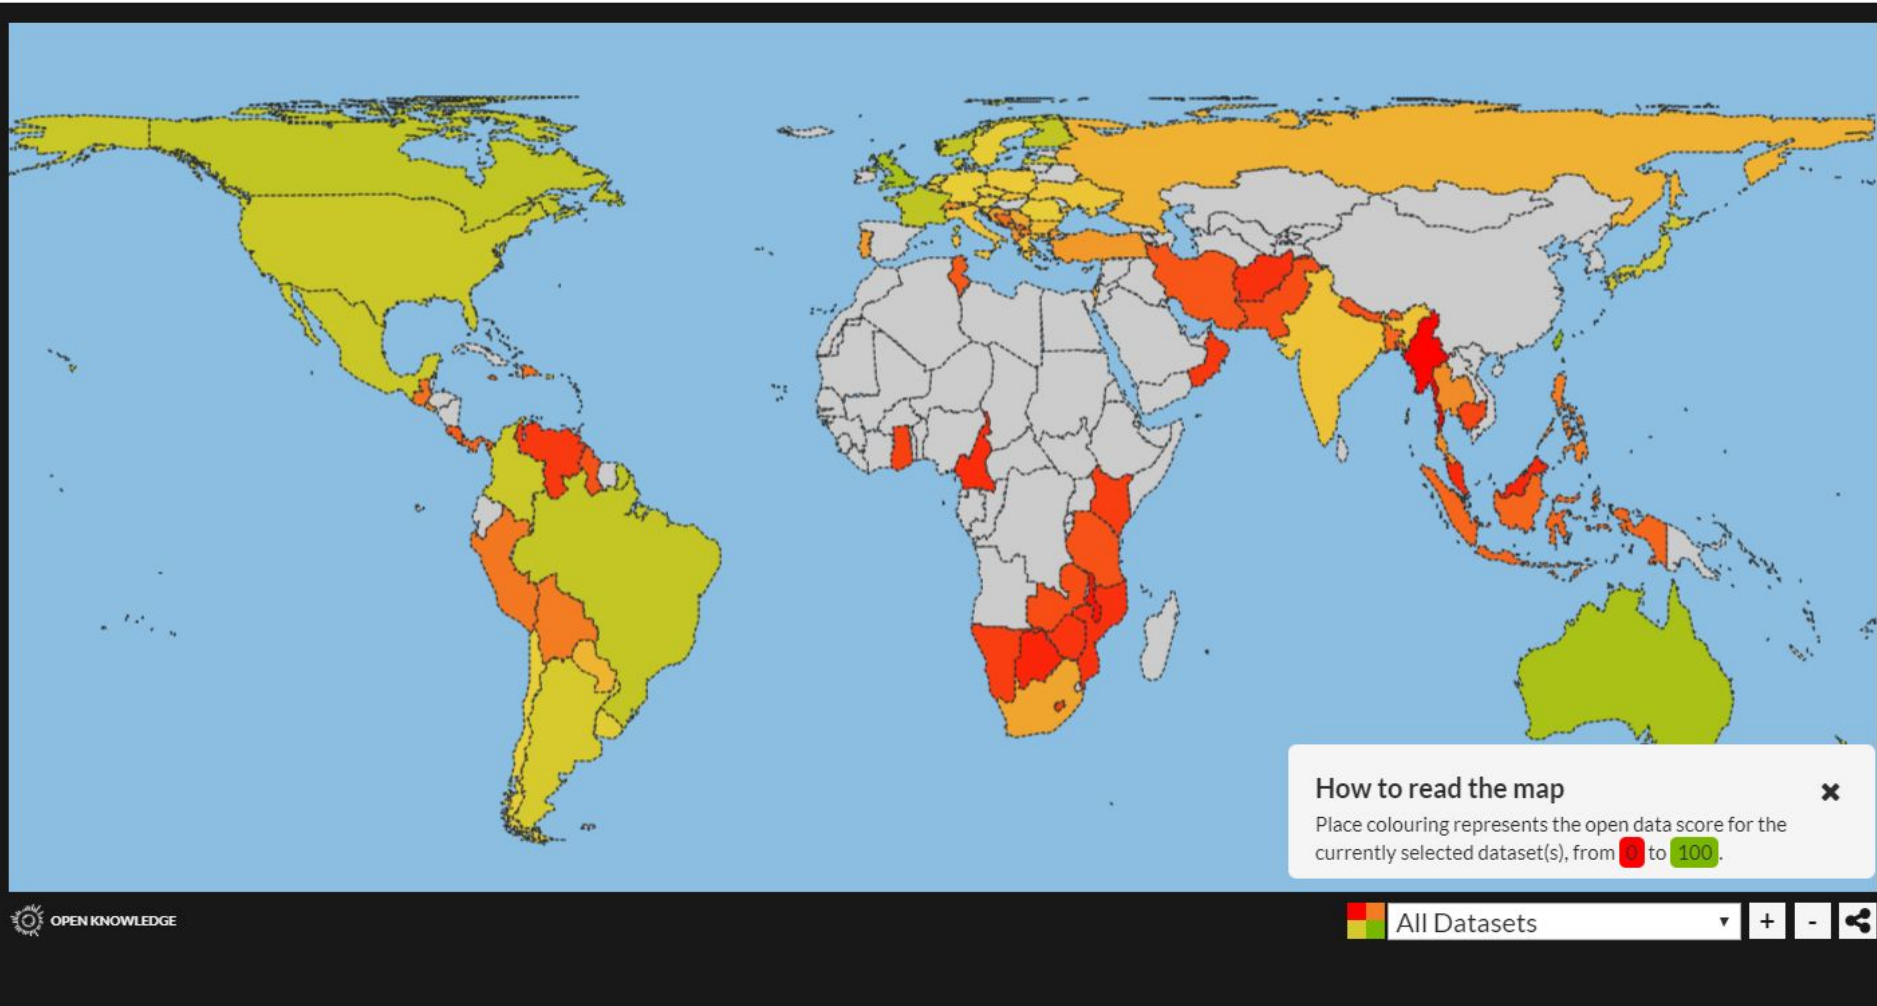 How to read the map
Place colouring represents the open data score for the
currently selected dataset(s), from 0 to 100.
OPEN KNOWLEDGE
All Datasets
+
-